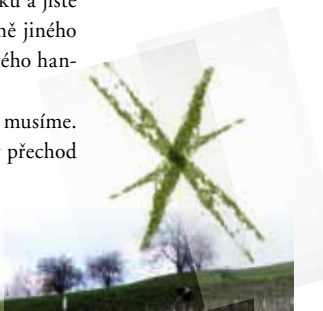 ku a jistě
ně jiného
ého han-
musíme.
přechod